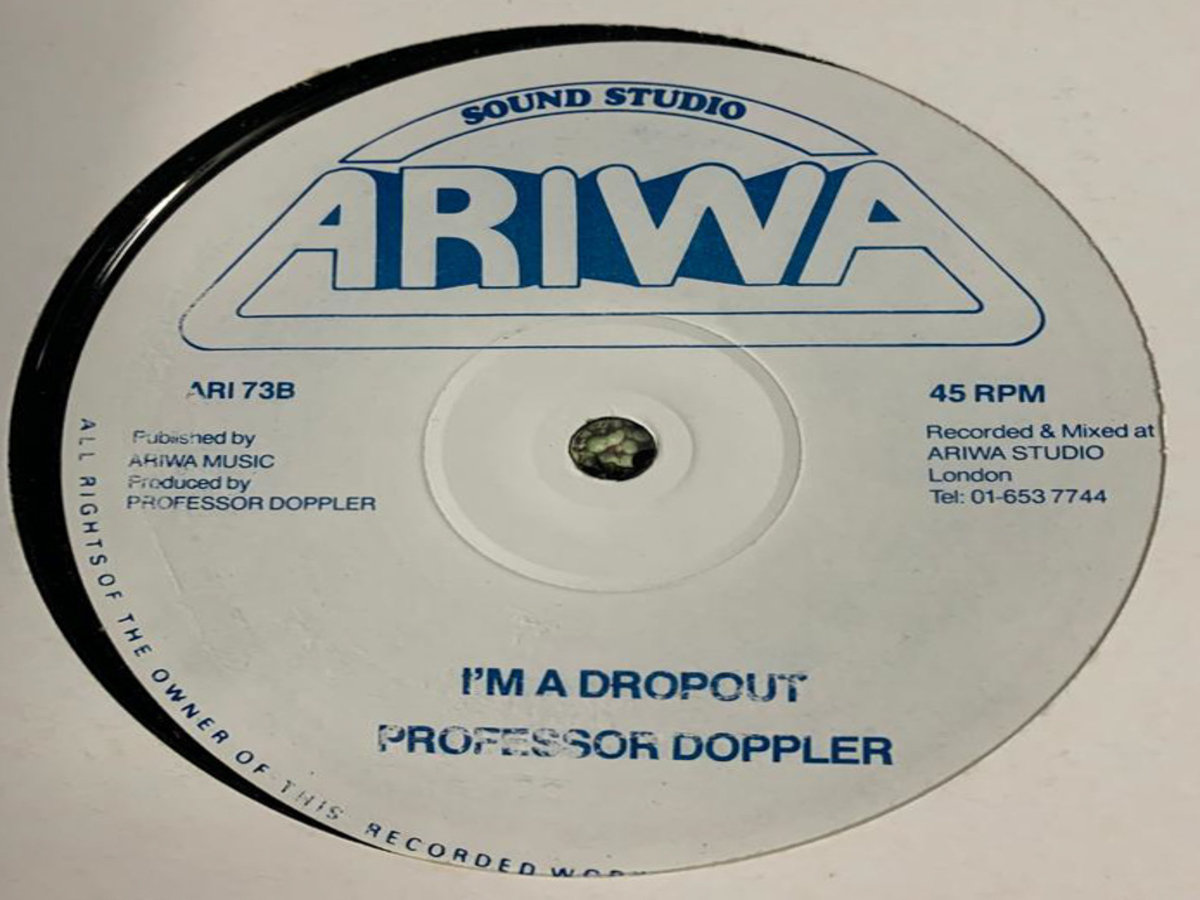 SOUND STUDIO
ARIWA
ARI 73B
Published by
ARIWA MUSIC
Produced by
PROFESSOR DOPPLER
45 RPM
Recorded & Mixed at
ARIWA STUDIO
London
Tel: 01-653 7744
I'M A DROPOUT
PROFESSOR DOPPLER
ALL RIGHTS OF THE OWNER OF THIS RECORDED